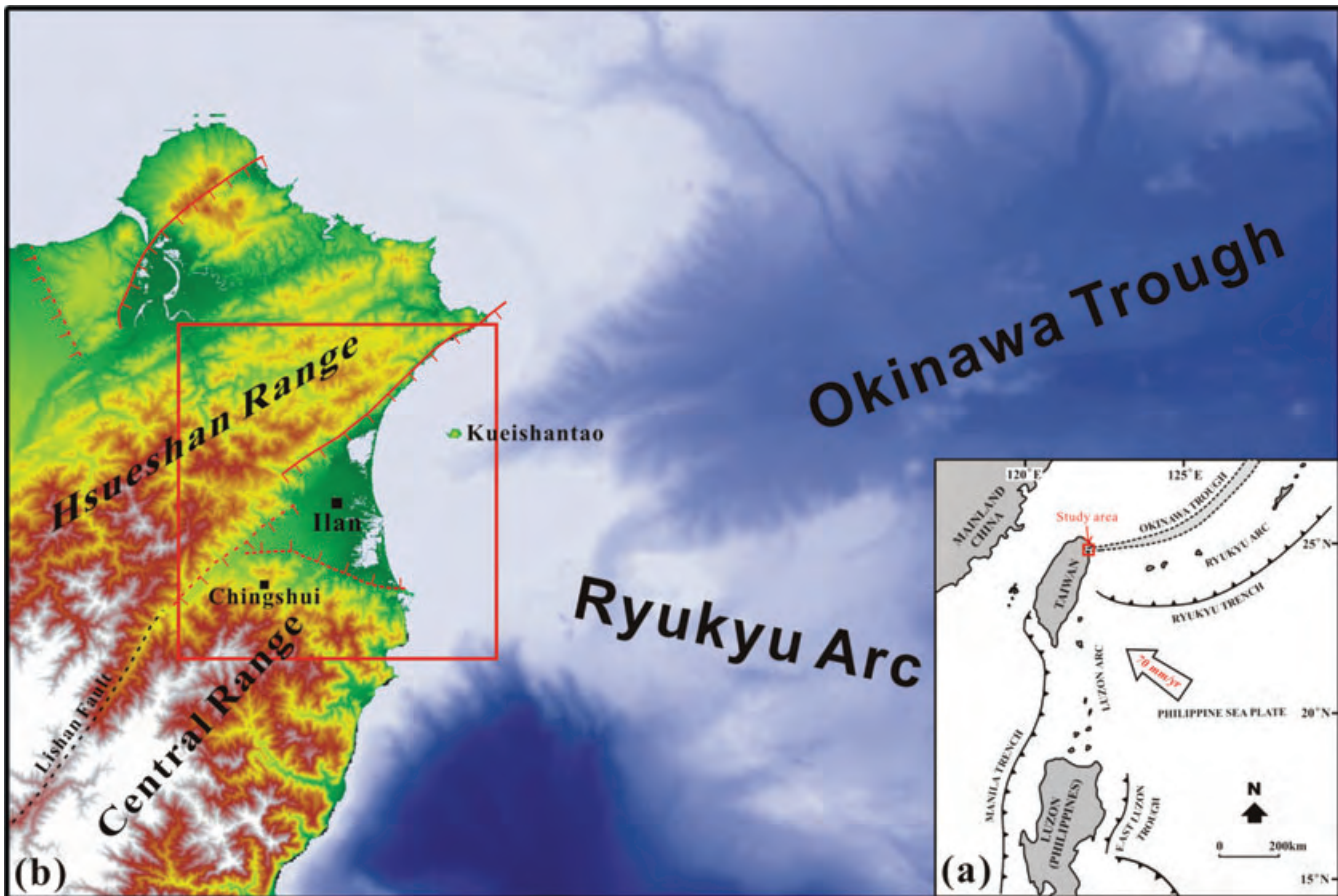 Hsueshan Range
Kueishantao
Ilan
Chingshui
Lishan Fault
Central Range
Okinawa Trough
Ryukyu Arc
(b)
120°
E
125°
E
MAINLAND
CHINA
Study area
OKINAWA TROUGH
RYUKYU ARC
25°N
TAIWAN
RYUKYU TRENCH
70 mm/yr
LUZON ARC
PHILIPPINE SEA PLATE
20°N
MANILA TRENCH
LUZON
(PHILIPPINES)
EAST LUZON
TROUGH
N
0 200km
(a)
15°N